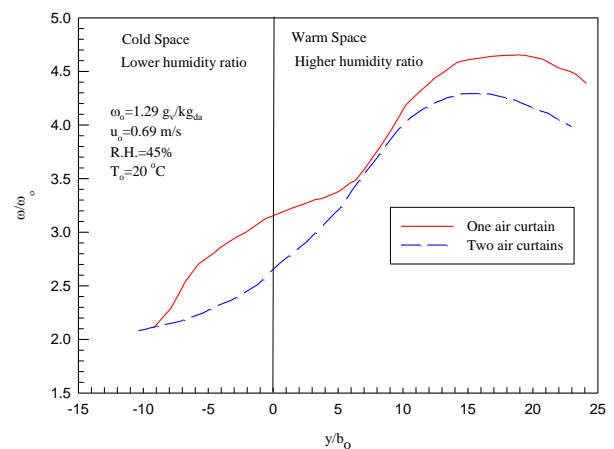 5.0
4.5
4.0
3.5
3.0
2.5
2.0
1.5
ω/ωo
Cold Space
Lower humidity ratio
Warm Space
Higher humidity ratio
ωo=1.29 gv/kgda
uo=0.69 m/s
R.H.=45%
To=20 °C
One air curtain
Two air curtains
-15 -10 -5 0 5 10 15 20 25
y/bo